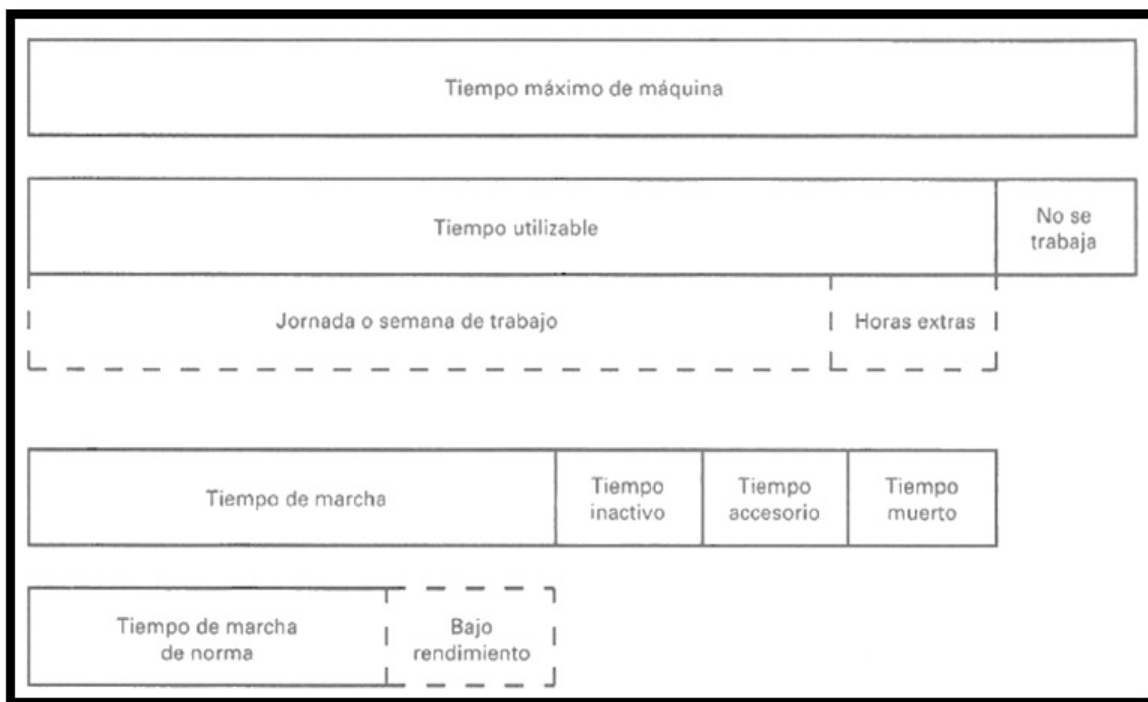 Tiempo máximo de máquina
Tiempo utilizable
No se
trabaja
Jornada o semana de trabajo
Horas extras
Tiempo de marcha
Tiempo
inactivo
Tiempo
accesorio
Tiempo
muerto
Tiempo de marcha
de norma
Bajo
rendimiento